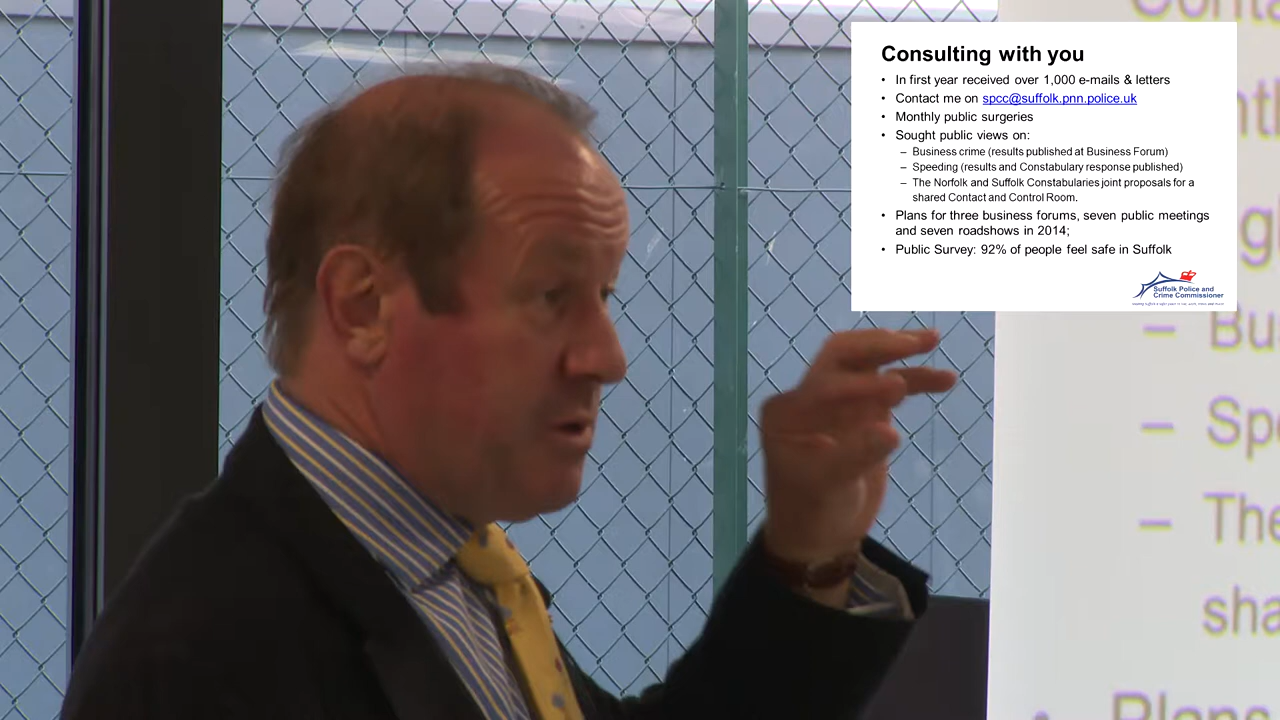 Consulting with you
• In first year received over 1,000 e-mails & letters
• Contact me on spcc@suffolk.pnn.police.uk
• Monthly public surgeries
• Sought public views on:
– Business crime (results published at Business Forum)
– Speeding (results and Constabulary response published)
– The Norfolk and Suffolk Constabularies joint proposals for a
shared Contact and Control Room.
• Plans for three business forums, seven public meetings
and seven roadshows in 2014;
• Public Survey: 92% of people feel safe in Suffolk
Suffolk Police and
Crime Commissioner
– Bu
– Spe
– The
sha
• Plans